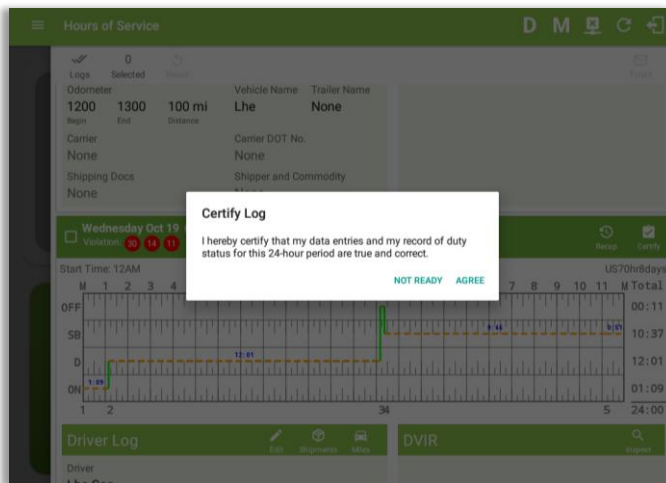 Hours of Service D M
Logs
0
Selected
Odometer
1200 1300 100 mi
Begin End Distance
Vehicle Name Trailer Name
Lhe None
Carrier Carrier DOT No.
None None
Shipping Docs Shipper and Commodity
None
Certify Log
I hereby certify that my data entries and my record of duty
status for this 24-hour period are true and correct.
NOT READY AGREE
Wednesday Oct 19
Violation: 30 14 11
Recap Certify
Start Time: 12AM US70hr8days
M 1 2 3 4 7 8 9 10 11 M Total
OFF 00:11
SB 10:37
D 12:01 12:01
ON 1:09 01:09
1 2 34 5 24:00
Driver Log Edit Shipments Miles
DVIR Inspect
Driver